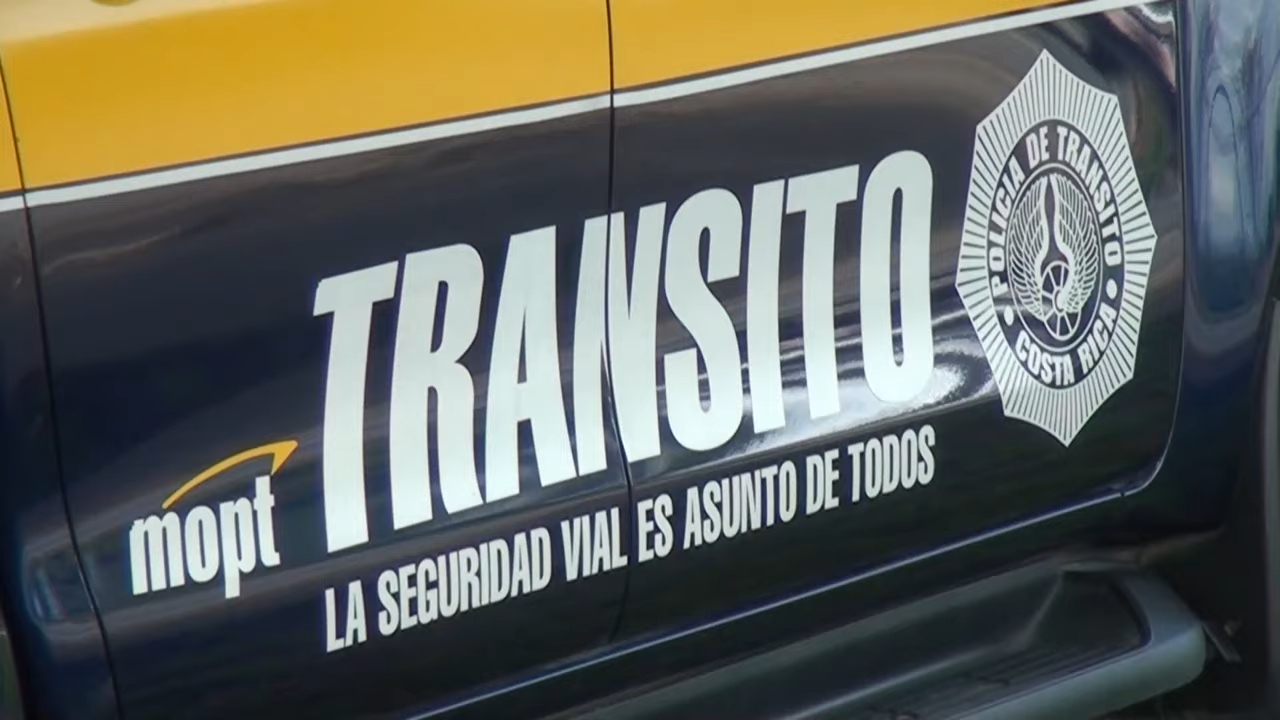 TRANSITO
mopt
LA SEGURIDAD VIAL ES ASUNTO DE TODOS
POLICIA DE TRANSITO
COSTA RICA